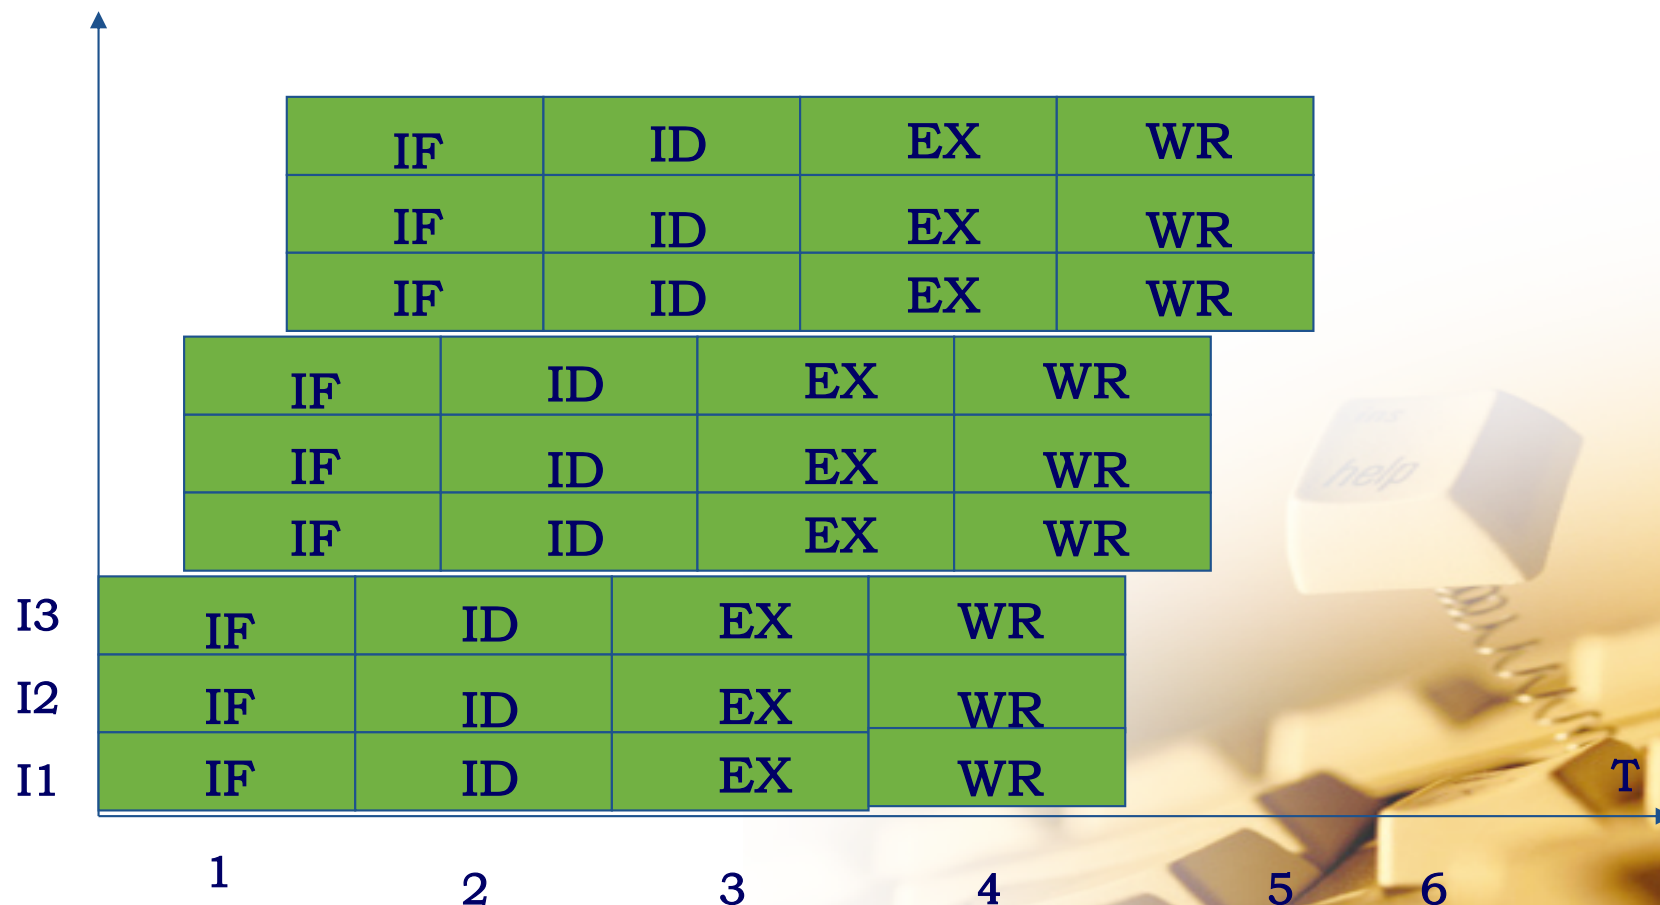 IF ID EX WR
IF ID EX WR
IF ID EX WR
IF ID EX WR
IF ID EX WR
IF ID EX WR
I3 IF ID EX WR
I2 IF ID EX WR
I1 IF ID EX WR
T
1 2 3 4 5 6
help